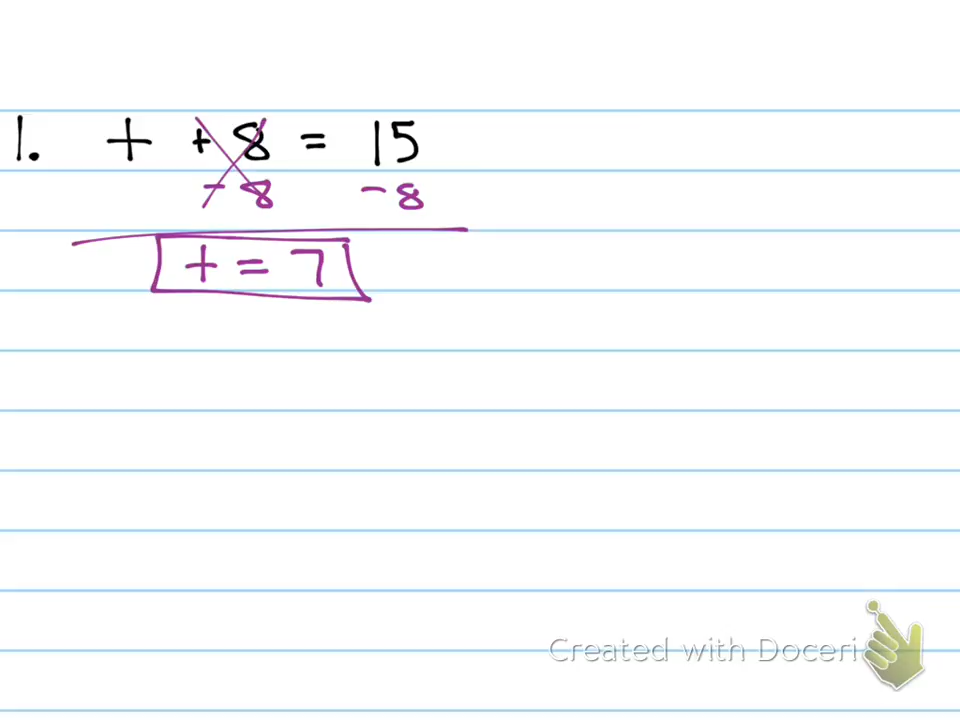 1. t + 8 = 15
- 8 - 8
t = 7
Created with Doceri